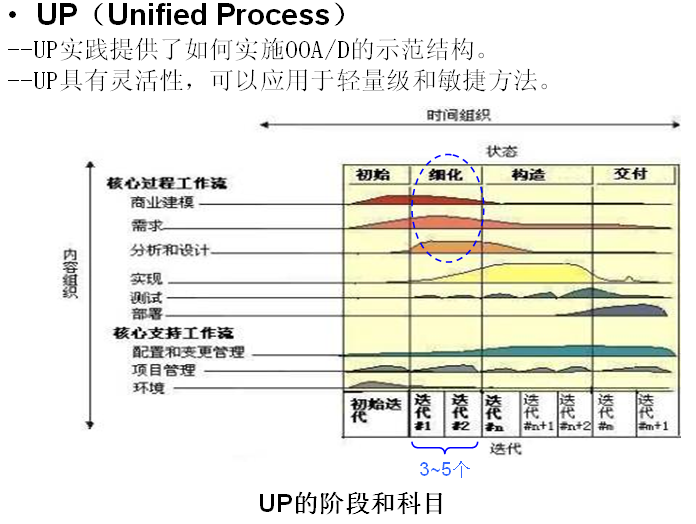 • UP（Unified Process）
--UP实践提供了如何实施OOA/D的示范结构。
--UP具有灵活性，可以应用于轻量级和敏捷方法。
时间组织
状态
初始 细化 构造 交付
核心过程工作流
商业建模
需求
分析和设计
实现
测试
部署
核心支持工作流
配置和变更管理
项目管理
环境
内容组织
初始迭代 迭代#1 迭代#2 迭代#n 迭代#n+1 迭代#n+2 迭代#m 迭代#m+1
迭代
3~5个
UP的阶段和科目